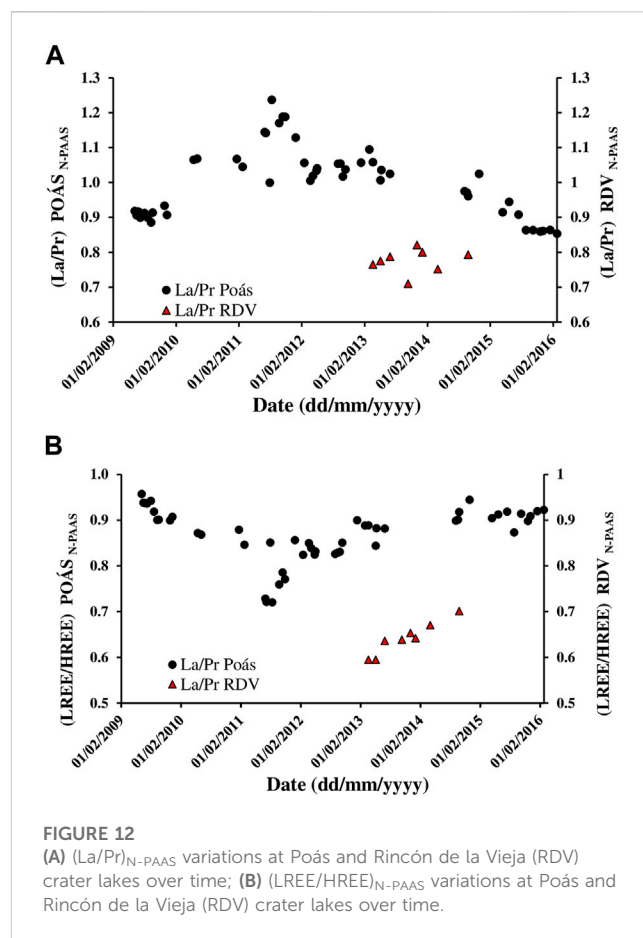 A
1.3
1.2
1.1
1.0
0.9
0.8
0.7
0.6
(La/Pr) POÁS N-PAAS
1.3
1.2
1.1
1.0
0.9
0.8
0.7
0.6
(La/Pr) RDV N-PAAS
La/Pr Poás
La/Pr RDV
01/02/2009
01/02/2010
01/02/2011
01/02/2012
01/02/2013
01/02/2014
01/02/2015
01/02/2016
Date (dd/mm/yyyy)
B
1.0
0.9
0.8
0.7
0.6
0.5
(LREE/HREE) POÁS N-PAAS
1
0.9
0.8
0.7
0.6
0.5
(LREE/HREE) RDV N-PAAS
La/Pr Poás
La/Pr RDV
01/02/2009
01/02/2010
01/02/2011
01/02/2012
01/02/2013
01/02/2014
01/02/2015
01/02/2016
Date (dd/mm/yyyy)
FIGURE 12
(A) (La/Pr)N-PAAS variations at Poás and Rincón de la Vieja (RDV)
crater lakes over time; (B) (LREE/HREE)N-PAAS variations at Poás and
Rincón de la Vieja (RDV) crater lakes over time.